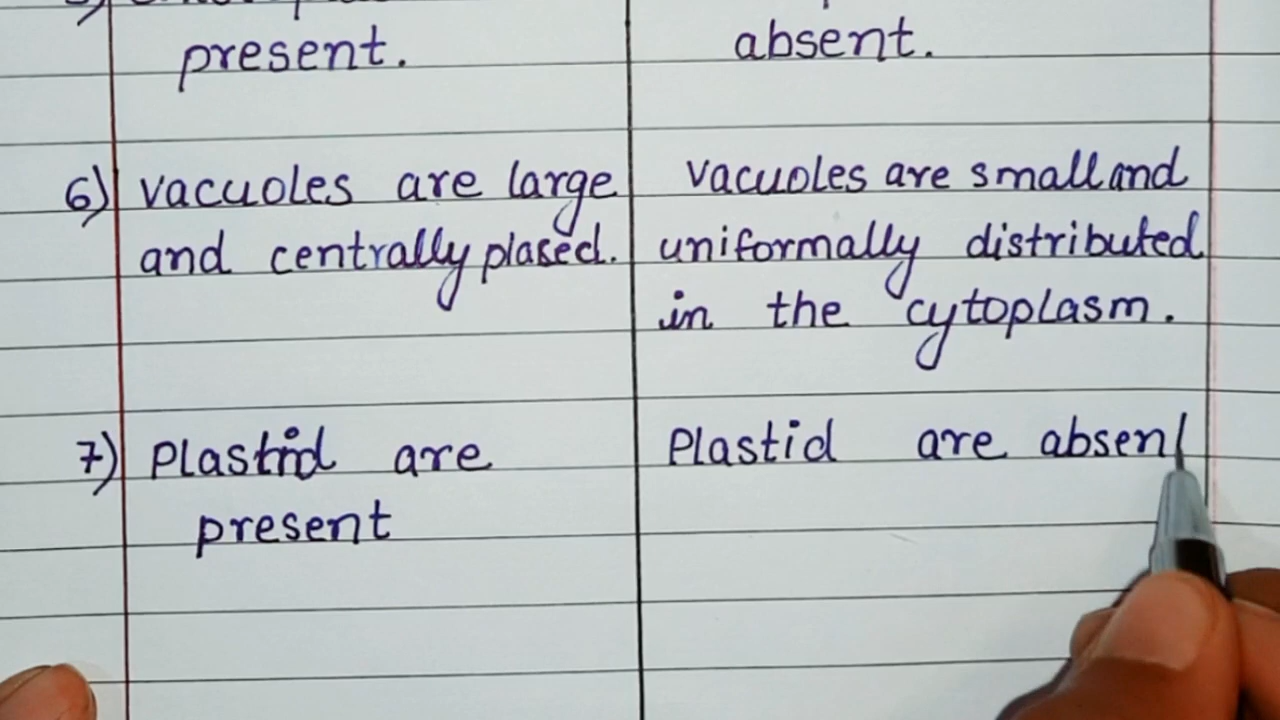 present.
absent.
6) vacuoles are large
and centrally plased.
vacuoles are small and
uniformally distributed
in the cytoplasm.
7) Plastid are
present
Plastid are absent